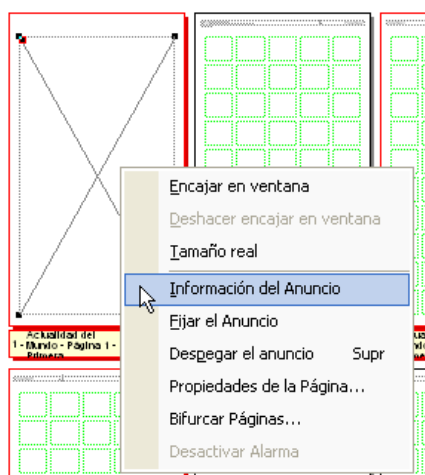 Encajar en ventana
Deshacer encajar en ventana
Tamaño real
Información del Anuncio
Fijar el Anuncio
Despegar el anuncio Supr
Propiedades de la Página...
Bifurcar Páginas...
Desactivar Alarma
Actualidad del
1 - Mundo - Página 1 -
Primera